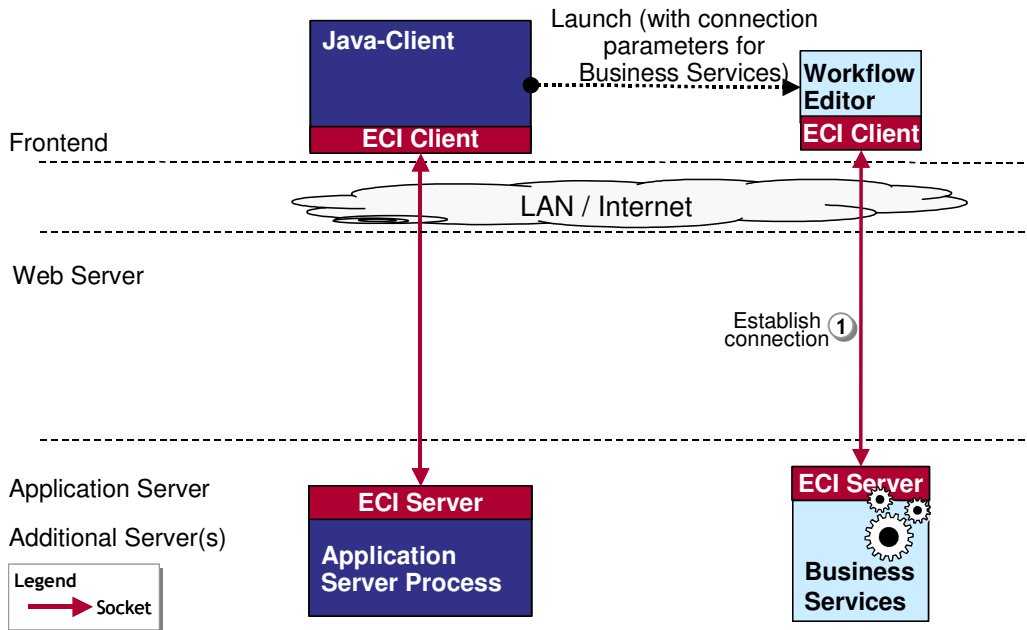 Java-Client
Launch (with connection
parameters for
Business Services)
Workflow
Editor
ECI Client
ECI Client
Frontend
LAN / Internet
Web Server
Establish
connection
1
Application Server
Additional Server(s)
ECI Server
Application
Server Process
ECI Server
Business
Services
Legend
Socket